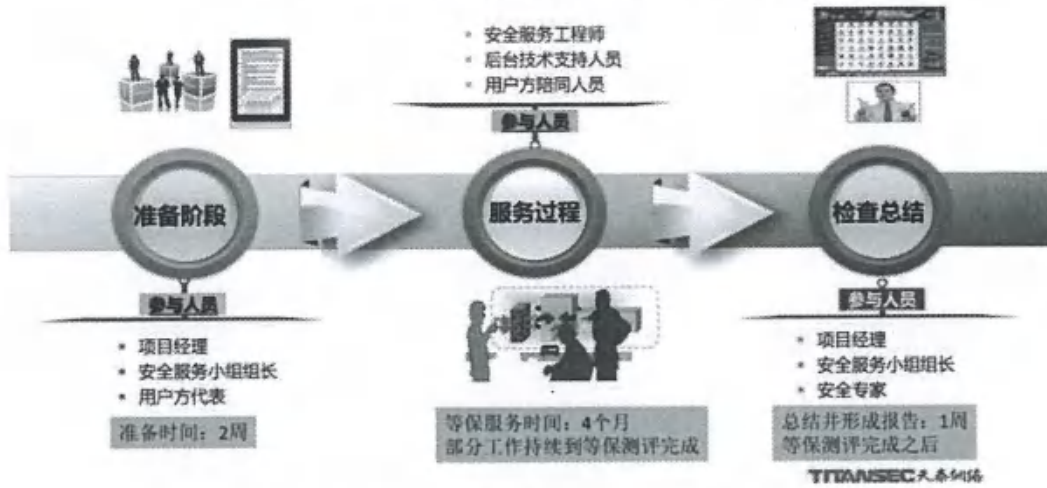 安全服务工程师
后台技术支持人员
用户方陪同人员
参与人员
准备阶段
服务过程
检查总结
参与人员
项目经理
安全服务小组组长
用户方代表
准备时间：2周
等保服务时间：4个月
部分工作持续到等保测评完成
参与人员
项目经理
安全服务小组组长
安全专家
总结并形成报告：1周
等保测评完成之后
TITANSEC天泰网络